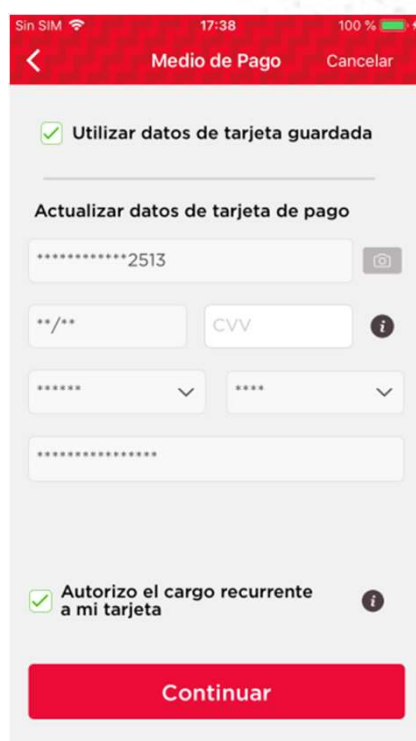 Sin SIM 17:38 100 %
Medio de Pago Cancelar
Utilizar datos de tarjeta guardada
Actualizar datos de tarjeta de pago
************2513
**/** CVV
****** ****
****************
Autorizo el cargo recurrente
a mi tarjeta
Continuar